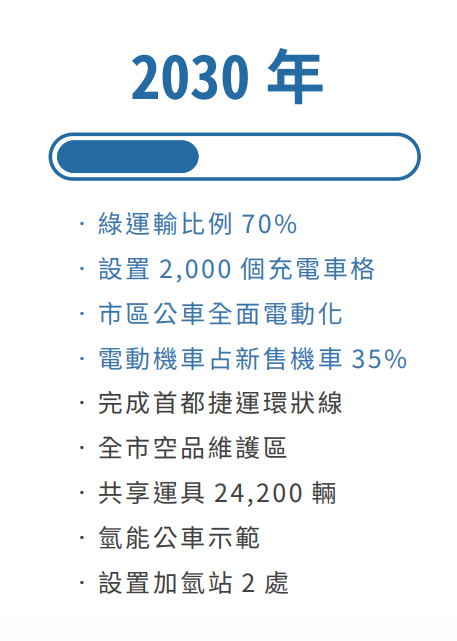 2030 年
· 綠運輸比例 70%
· 設置 2,000 個充電車格
· 市區公車全面電動化
· 電動機車占新售機車 35%
· 完成首都捷運環狀線
· 全市空品維護區
· 共享運具 24,200 輛
· 氫能公車示範
· 設置加氫站 2 處